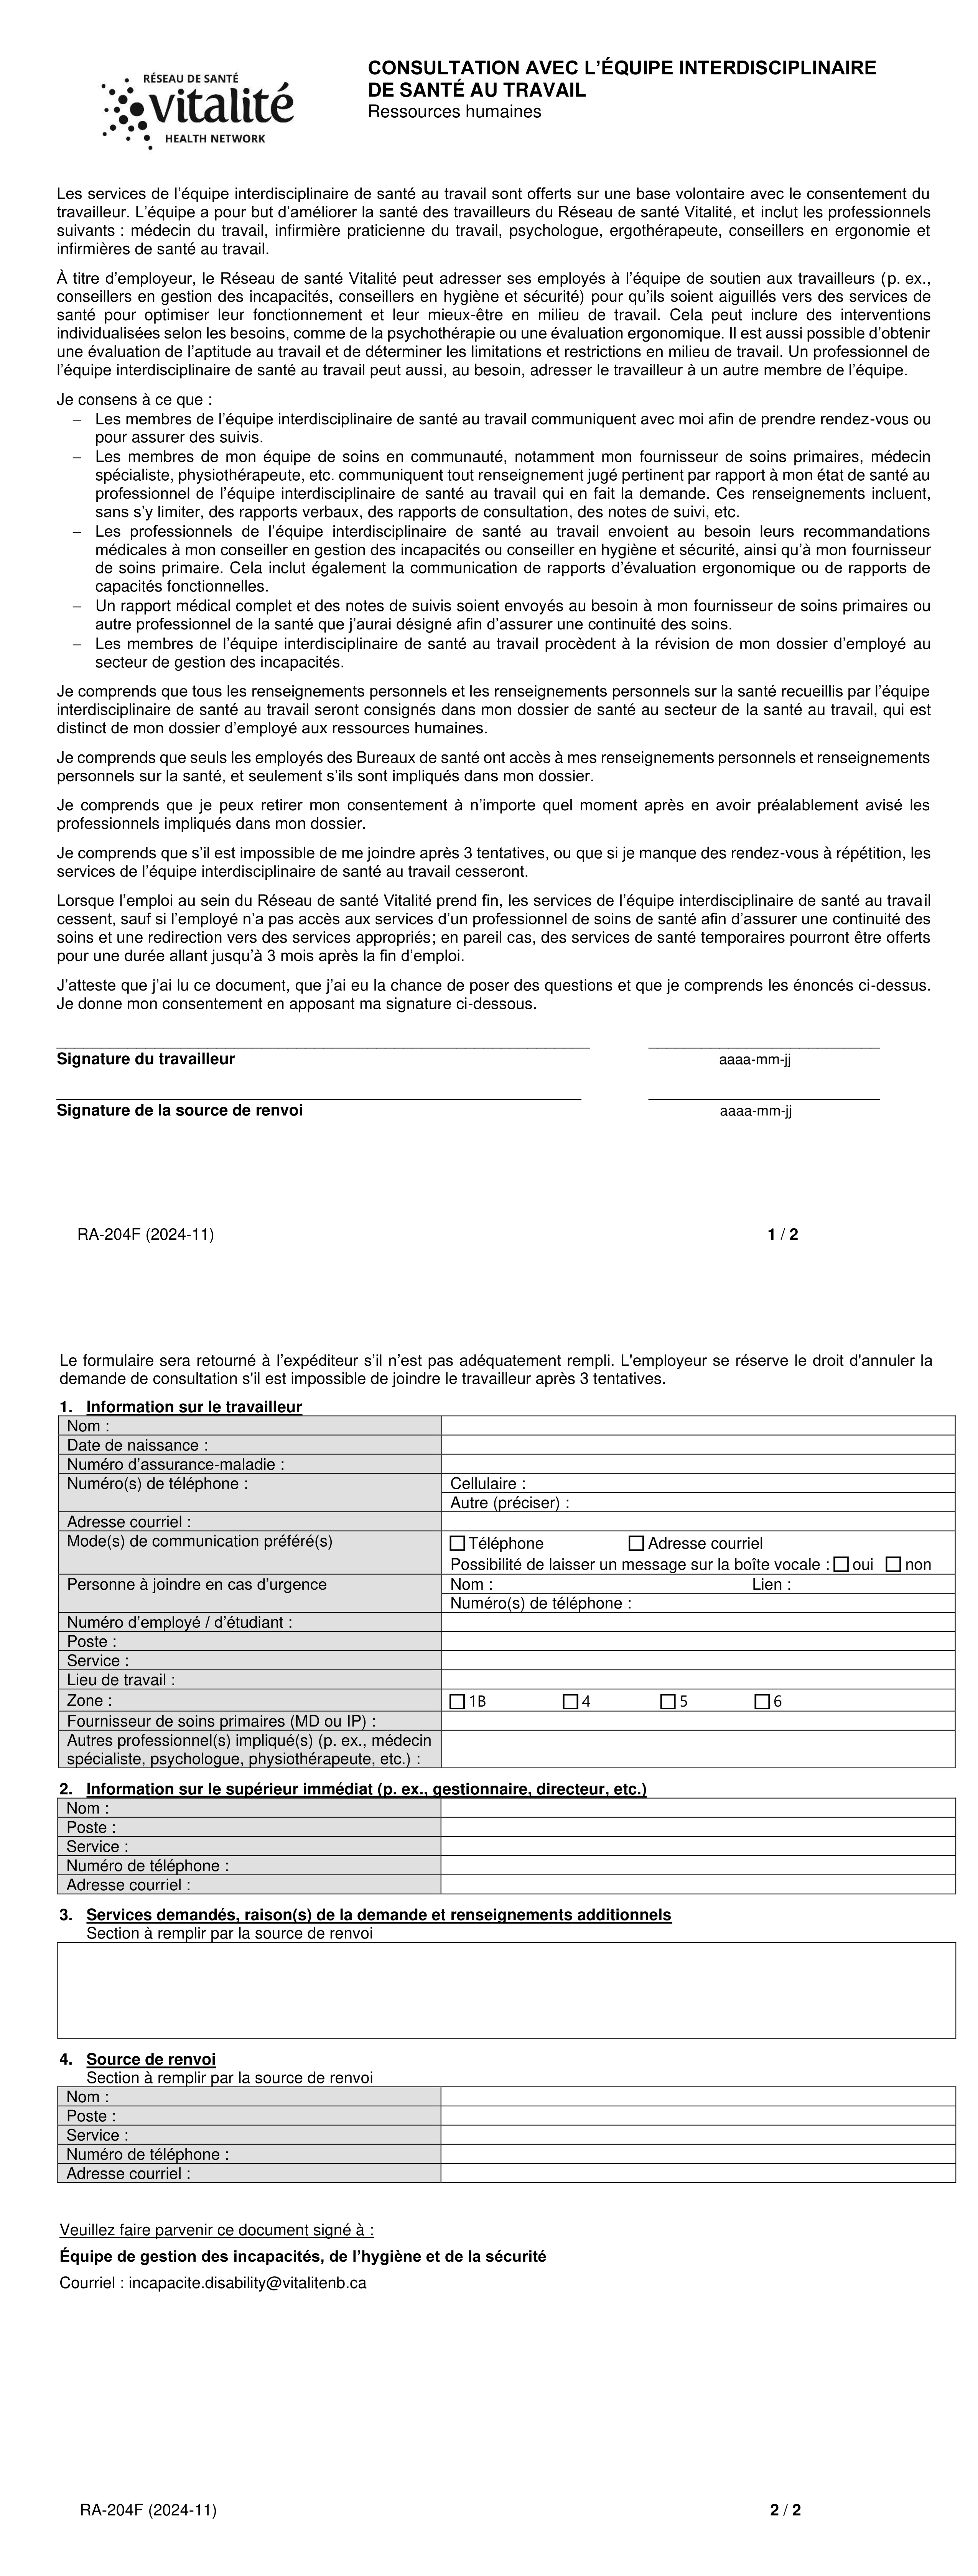 RÉSEAU DE SANTÉ
vitalité
HEALTH NETWORK
CONSULTATION AVEC L’ÉQUIPE INTERDISCIPLINAIRE
DE SANTÉ AU TRAVAIL
Ressources humaines
Les services de l’équipe interdisciplinaire de santé au travail sont offerts sur une base volontaire avec le consentement du
travailleur. L’équipe a pour but d’améliorer la santé des travailleurs du Réseau de santé Vitalité, et inclut les professionnels
suivants : médecin du travail, infirmière praticienne du travail, psychologue, ergothérapeute, conseillers en ergonomie et
infirmières de santé au travail.
À titre d’employeur, le Réseau de santé Vitalité peut adresser ses employés à l’équipe de soutien aux travailleurs (p. ex.,
conseillers en gestion des incapacités, conseillers en hygiène et sécurité) pour qu’ils soient aiguillés vers des services de
santé pour optimiser leur fonctionnement et leur mieux-être en milieu de travail. Cela peut inclure des interventions
individualisées selon les besoins, comme de la psychothérapie ou une évaluation ergonomique. Il est aussi possible d’obtenir
une évaluation de l’aptitude au travail et de déterminer les limitations et restrictions en milieu de travail. Un professionnel de
l’équipe interdisciplinaire de santé au travail peut aussi, au besoin, adresser le travailleur à un autre membre de l’équipe.
Je consens à ce que :
– Les membres de l’équipe interdisciplinaire de santé au travail communiquent avec moi afin de prendre rendez-vous ou
pour assurer des suivis.
– Les membres de mon équipe de soins en communauté, notamment mon fournisseur de soins primaires, médecin
spécialiste, physiothérapeute, etc. communiquent tout renseignement jugé pertinent par rapport à mon état de santé au
professionnel de l’équipe interdisciplinaire de santé au travail qui en fait la demande. Ces renseignements incluent,
sans s’y limiter, des rapports verbaux, des rapports de consultation, des notes de suivi, etc.
– Les professionnels de l’équipe interdisciplinaire de santé au travail envoient au besoin leurs recommandations
médicales à mon conseiller en gestion des incapacités ou conseiller en hygiène et sécurité, ainsi qu’à mon fournisseur
de soins primaire. Cela inclut également la communication de rapports d’évaluation ergonomique ou de rapports de
capacités fonctionnelles.
– Un rapport médical complet et des notes de suivis soient envoyés au besoin à mon fournisseur de soins primaires ou
autre professionnel de la santé que j’aurai désigné afin d’assurer une continuité des soins.
– Les membres de l’équipe interdisciplinaire de santé au travail procèdent à la révision de mon dossier d’employé au
secteur de gestion des incapacités.
Je comprends que tous les renseignements personnels et les renseignements personnels sur la santé recueillis par l’équipe
interdisciplinaire de santé au travail seront consignés dans mon dossier de santé au secteur de la santé au travail, qui est
distinct de mon dossier d’employé aux ressources humaines.
Je comprends que seuls les employés des Bureaux de santé ont accès à mes renseignements personnels et renseignements
personnels sur la santé, et seulement s’ils sont impliqués dans mon dossier.
Je comprends que je peux retirer mon consentement à n’importe quel moment après en avoir préalablement avisé les
professionnels impliqués dans mon dossier.
Je comprends que s’il est impossible de me joindre après 3 tentatives, ou que si je manque des rendez-vous à répétition, les
services de l’équipe interdisciplinaire de santé au travail cesseront.
Lorsque l’emploi au sein du Réseau de santé Vitalité prend fin, les services de l’équipe interdisciplinaire de santé au travail
cessent, sauf si l’employé n’a pas accès aux services d’un professionnel de soins de santé afin d’assurer une continuité des
soins et une redirection vers des services appropriés; en pareil cas, des services de santé temporaires pourront être offerts
pour une durée allant jusqu’à 3 mois après la fin d’emploi.
J’atteste que j’ai lu ce document, que j’ai eu la chance de poser des questions et que je comprends les énoncés ci-dessus.
Je donne mon consentement en apposant ma signature ci-dessous.
Signature du travailleur aaaa-mm-jj
Signature de la source de renvoi aaaa-mm-jj
RA-204F (2024-11) 1 / 2
Le formulaire sera retourné à l’expéditeur s’il n’est pas adéquatement rempli. L'employeur se réserve le droit d'annuler la
demande de consultation s'il est impossible de joindre le travailleur après 3 tentatives.
1. Information sur le travailleur
Nom :
Date de naissance :
Numéro d’assurance-maladie :
Numéro(s) de téléphone : Cellulaire :
Autre (préciser) :
Adresse courriel :
Mode(s) de communication préféré(s) Téléphone Adresse courriel
Possibilité de laisser un message sur la boîte vocale : oui non
Personne à joindre en cas d’urgence Nom : Lien :
Numéro(s) de téléphone :
Numéro d’employé / d’étudiant :
Poste :
Service :
Lieu de travail :
Zone : 1B 4 5 6
Fournisseur de soins primaires (MD ou IP) :
Autres professionnel(s) impliqué(s) (p. ex., médecin
spécialiste, psychologue, physiothérapeute, etc.) :
2. Information sur le supérieur immédiat (p. ex., gestionnaire, directeur, etc.)
Nom :
Poste :
Service :
Numéro de téléphone :
Adresse courriel :
3. Services demandés, raison(s) de la demande et renseignements additionnels
Section à remplir par la source de renvoi
4. Source de renvoi
Section à remplir par la source de renvoi
Nom :
Poste :
Service :
Numéro de téléphone :
Adresse courriel :
Veuillez faire parvenir ce document signé à :
Équipe de gestion des incapacités, de l’hygiène et de la sécurité
Courriel : incapacite.disability@vitalitenb.ca
RA-204F (2024-11) 2 / 2